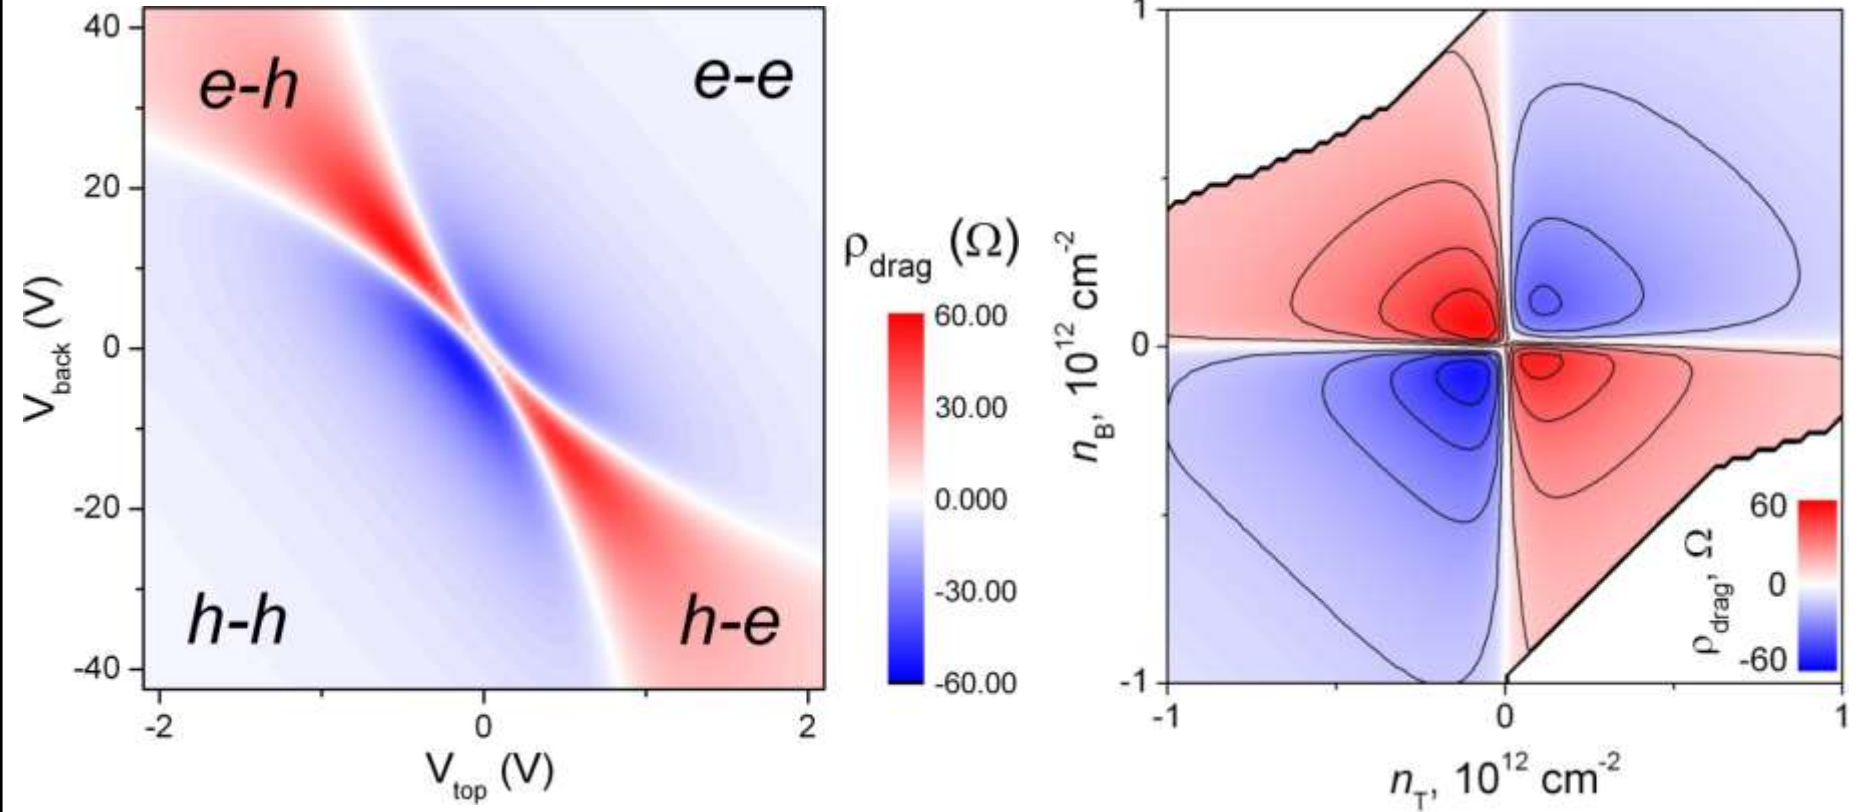 40
20
0
-20
-40
V_back (V)
e-h
e-e
h-h
h-e
-2
0
2
V_top (V)
ρ_drag (Ω)
60.00
30.00
0.000
-30.00
-60.00
1
0
-1
n_B, 10^12 cm^-2
-1
0
1
n_T, 10^12 cm^-2
ρ_drag, Ω
60
0
-60